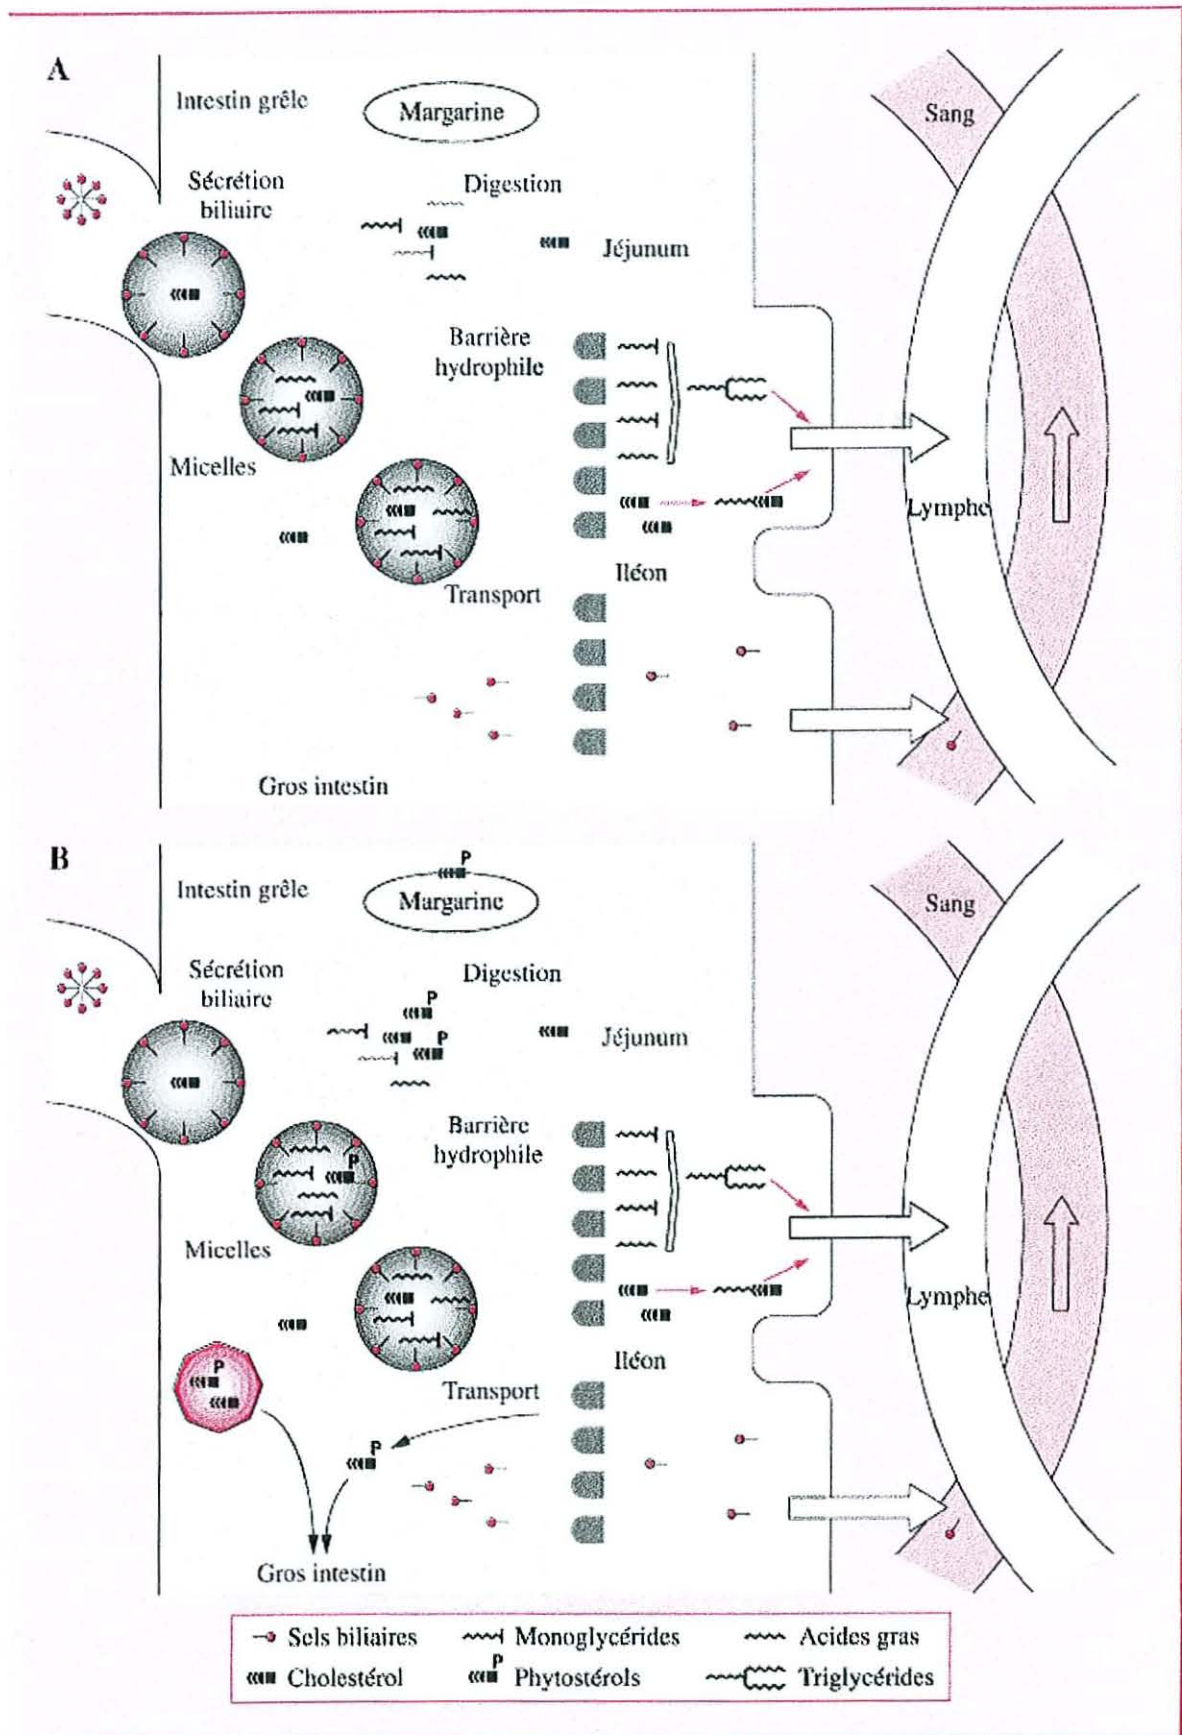 A
Intestin grêle
Margarine
Sang
Sécrétion
biliaire
Digestion
Jéjunum
Barrière
hydrophile
Micelles
Lymphe
Iléon
Transport
Gros intestin
B
P
Intestin grêle
Margarine
Sang
Sécrétion
biliaire
Digestion
P
P
Jéjunum
Barrière
hydrophile
P
Micelles
Lymphe
P
Iléon
Transport
P
Gros intestin
Sels biliaires
Monoglycérides
Acides gras
Cholestérol
P
Phytostérols
Triglycérides